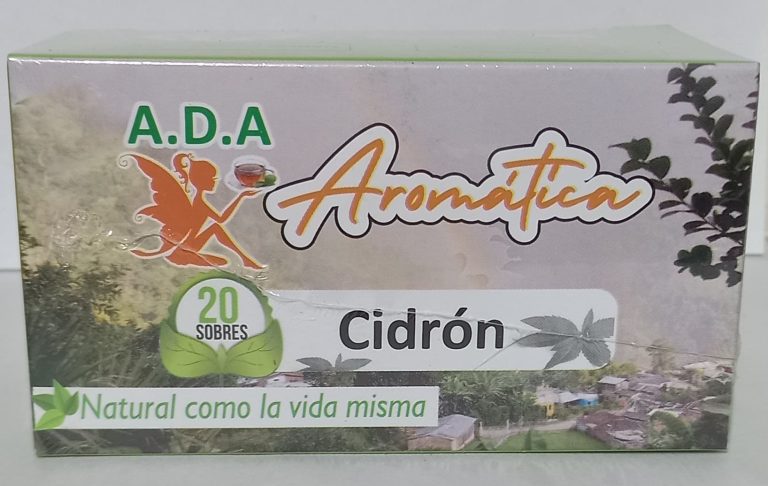 A.D.A
Aromática
20
SOBRES
Cidrón
Natural como la vida misma